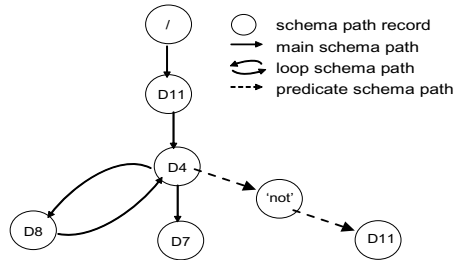 /
schema path record
main schema path
loop schema path
predicate schema path
D11
D4
'not'
D8
D7
D11